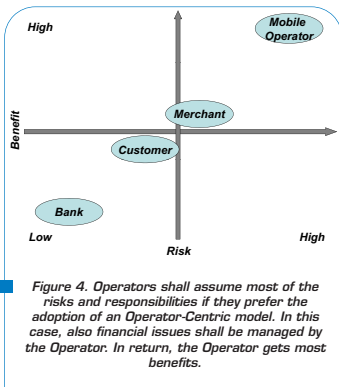 High
Mobile
Operator
Benefit
Merchant
Customer
Bank
Low
Risk
High
Figure 4. Operators shall assume most of the
risks and responsibilities if they prefer the
adoption of an Operator-Centric model. In this
case, also financial issues shall be managed by
the Operator. In return, the Operator gets most
benefits.